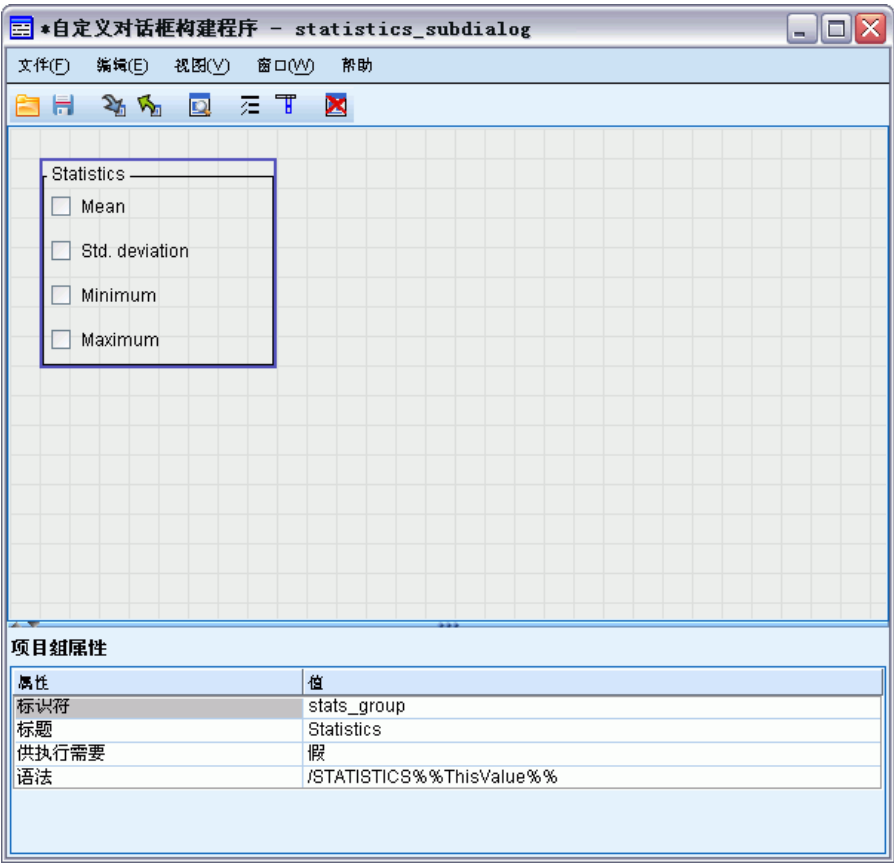 *自定义对话框构建程序 - statistics_subdialog
文件(F) 编辑(E) 视图(V) 窗口(W) 帮助
Statistics
Mean
Std. deviation
Minimum
Maximum
项目组属性
属性 值
标识符 stats_group
标题 Statistics
供执行需要 假
语法 /STATISTICS%%ThisValue%%